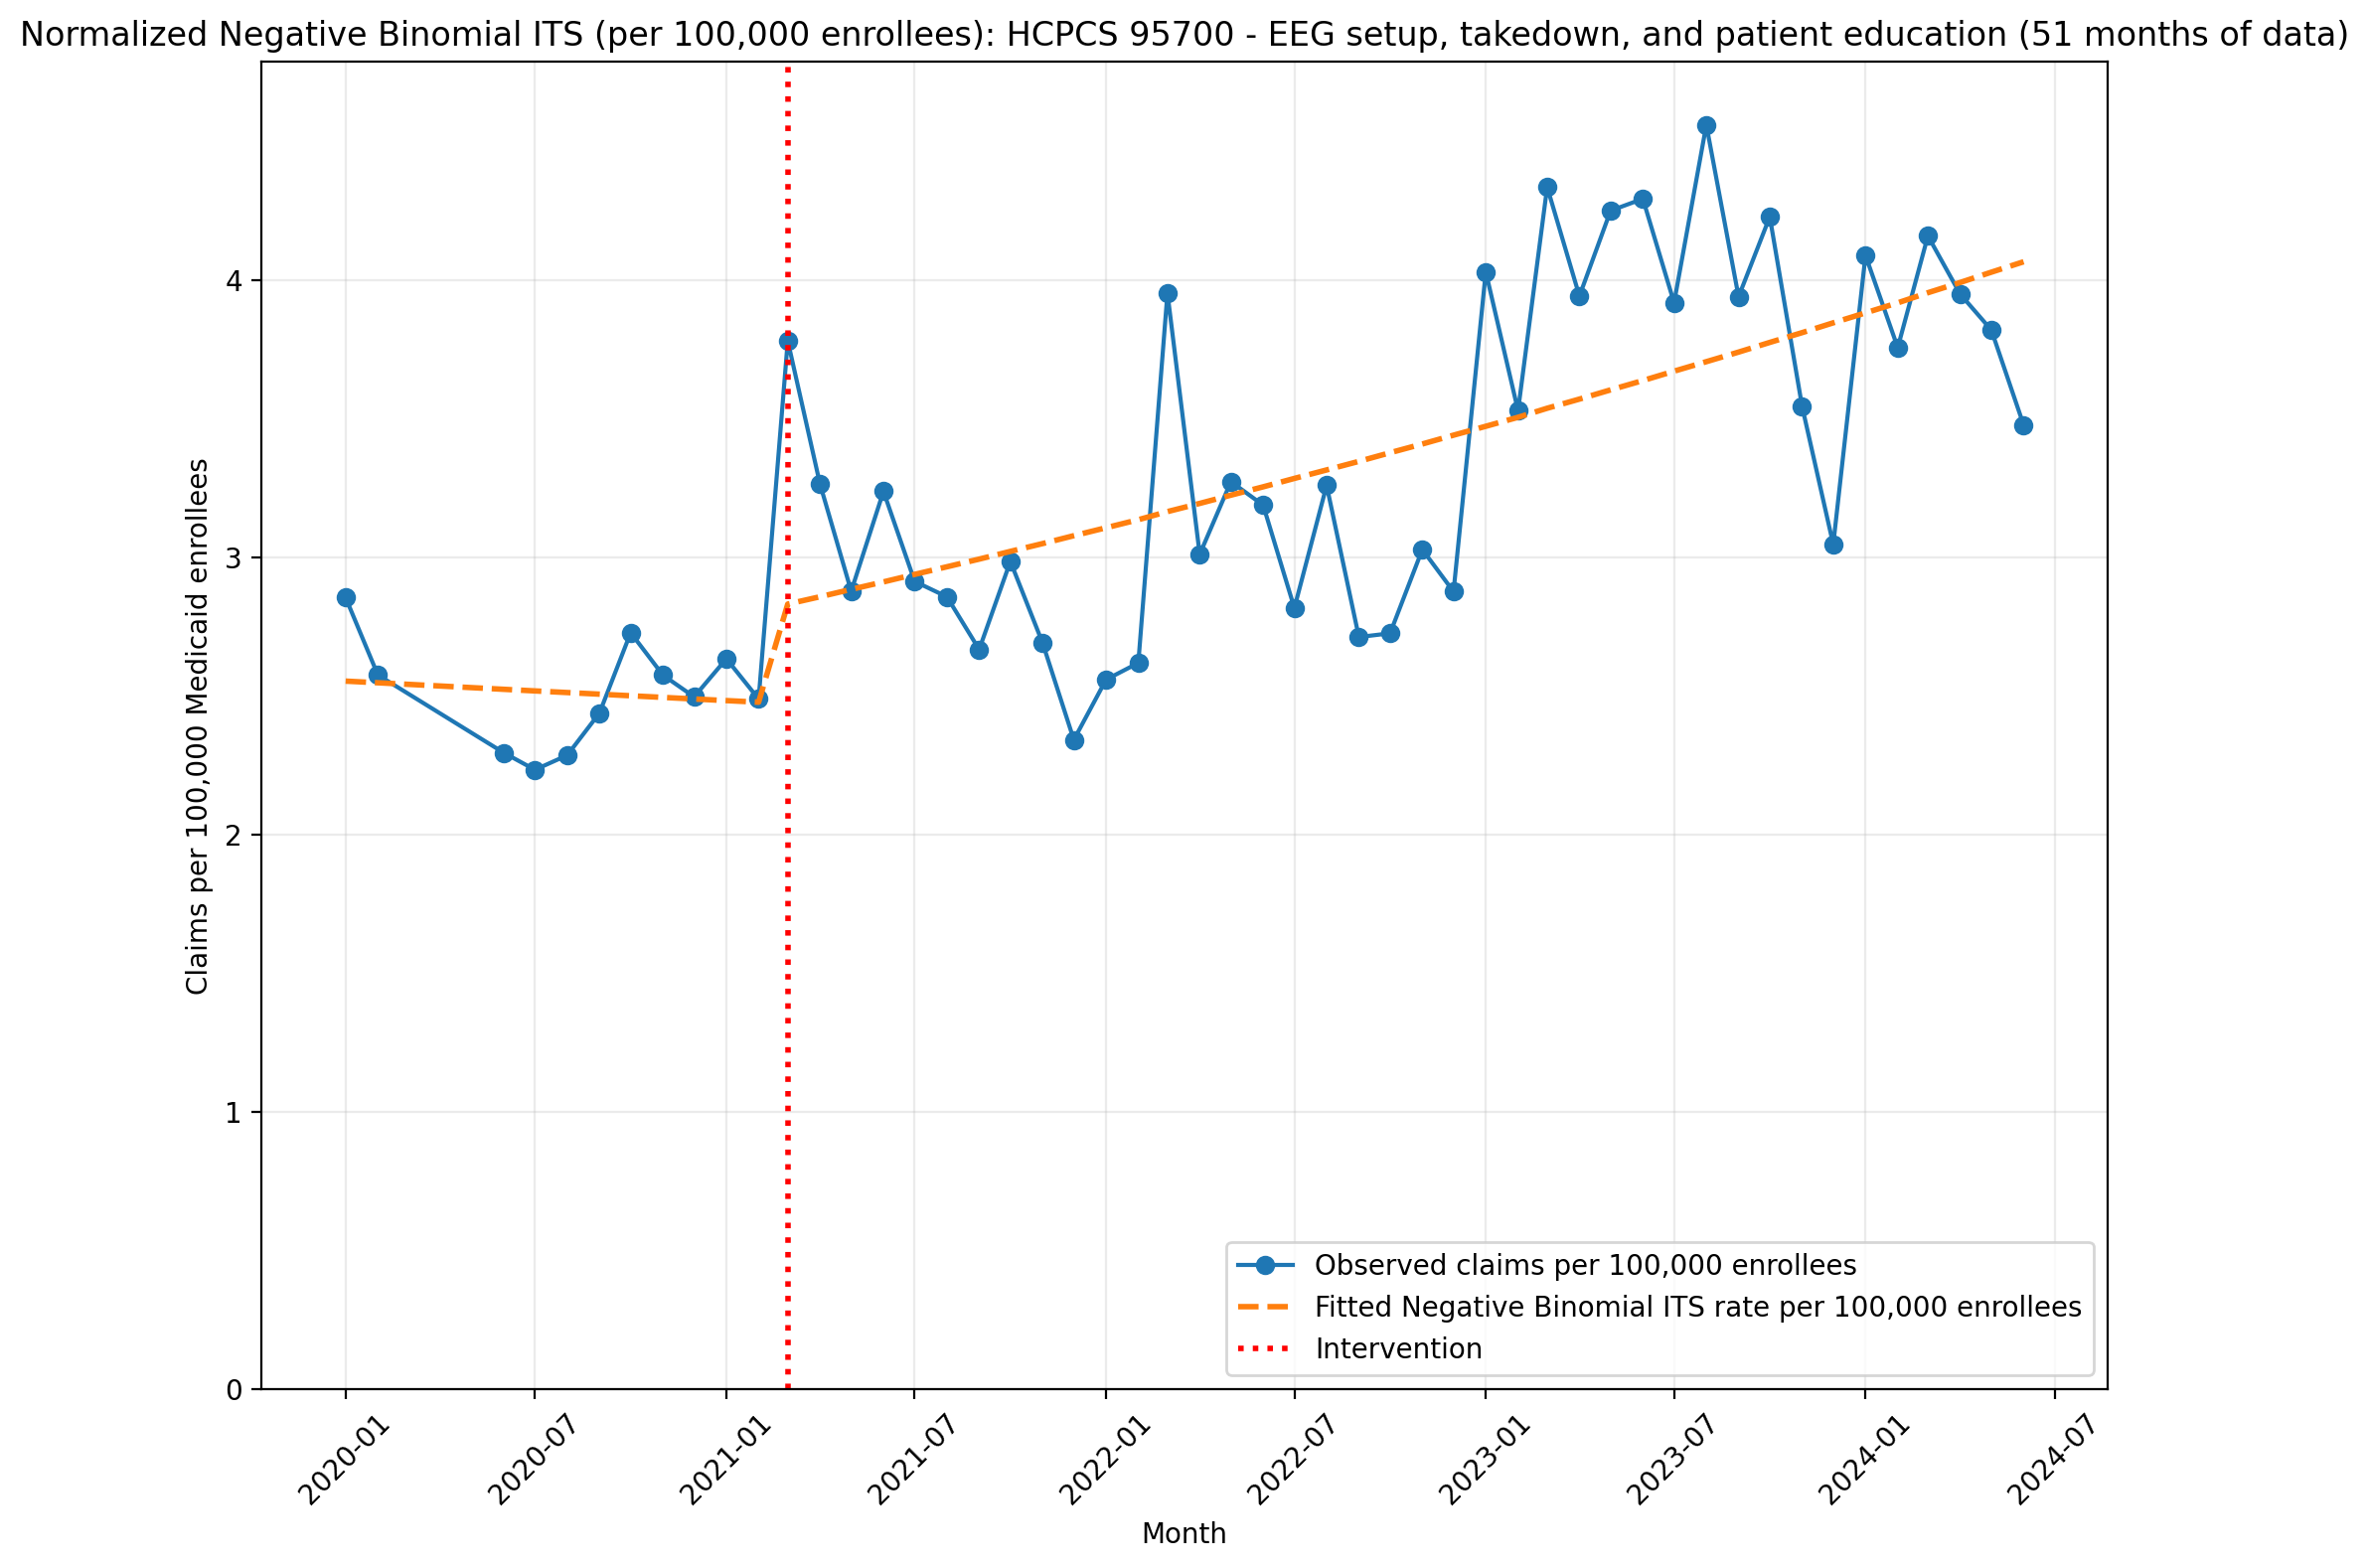 Normalized Negative Binomial ITS (per 100,000 enrollees): HCPCS 95700 - EEG setup, takedown, and patient education (51 months of data)
Claims per 100,000 Medicaid enrollees
4
3
2
1
0
Observed claims per 100,000 enrollees
Fitted Negative Binomial ITS rate per 100,000 enrollees
Intervention
2020-01
2020-07
2021-01
2021-07
2022-01
2022-07
2023-01
2023-07
2024-01
2024-07
Month